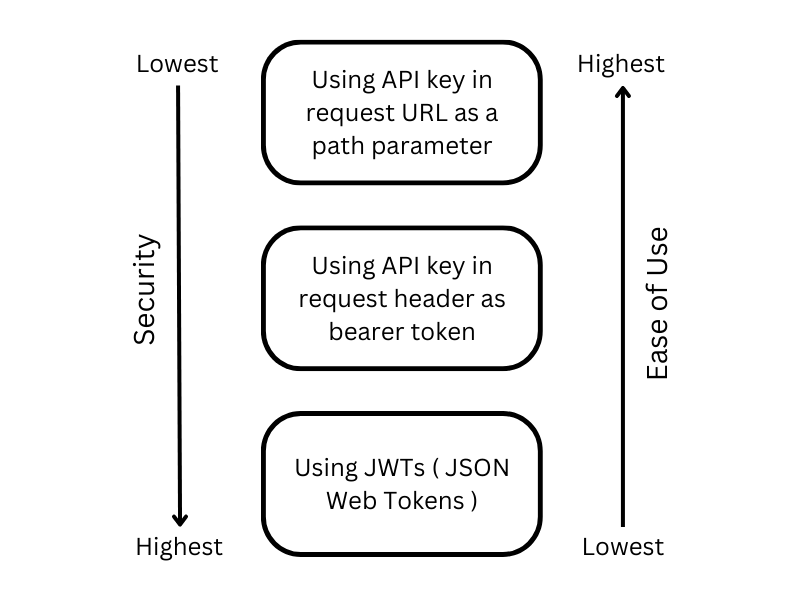 Lowest
Using API key in
request URL as a
path parameter
Highest
Security
Using API key in
request header as
bearer token
Ease of Use
Using JWTs ( JSON
Web Tokens )
Highest
Lowest